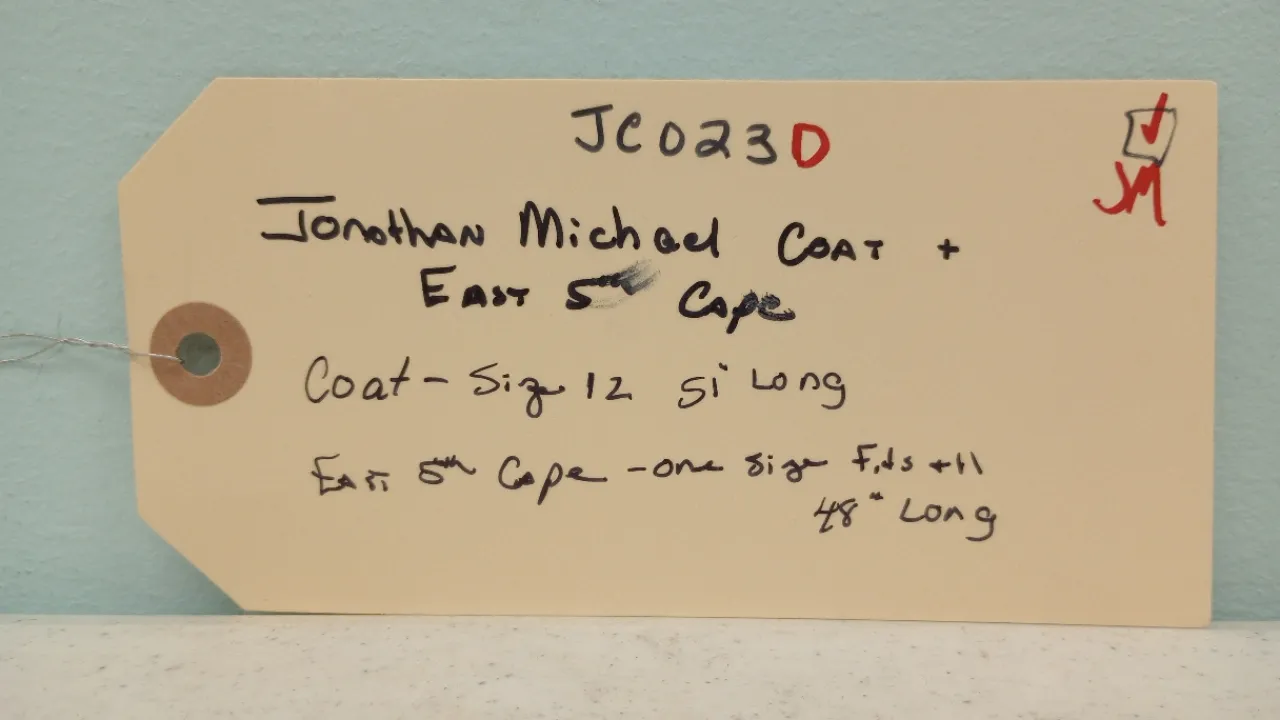 JC023D
JM
Jonathan Michael Coat +
East 5th Cape
Coat - Size 12 51" Long
East 5th Cape - one size Fits All
48" Long